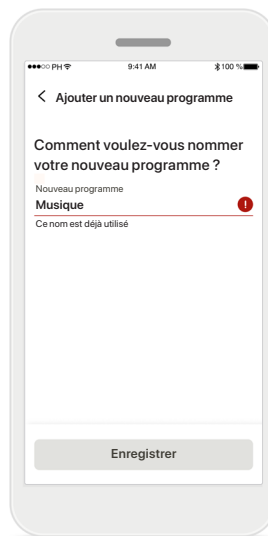 ●●●○○ PH 9:41 AM 100 %
Ajouter un nouveau programme
Comment voulez-vous nommer
votre nouveau programme ?
Nouveau programme
Musique !
Ce nom est déjà utilisé
Enregistrer